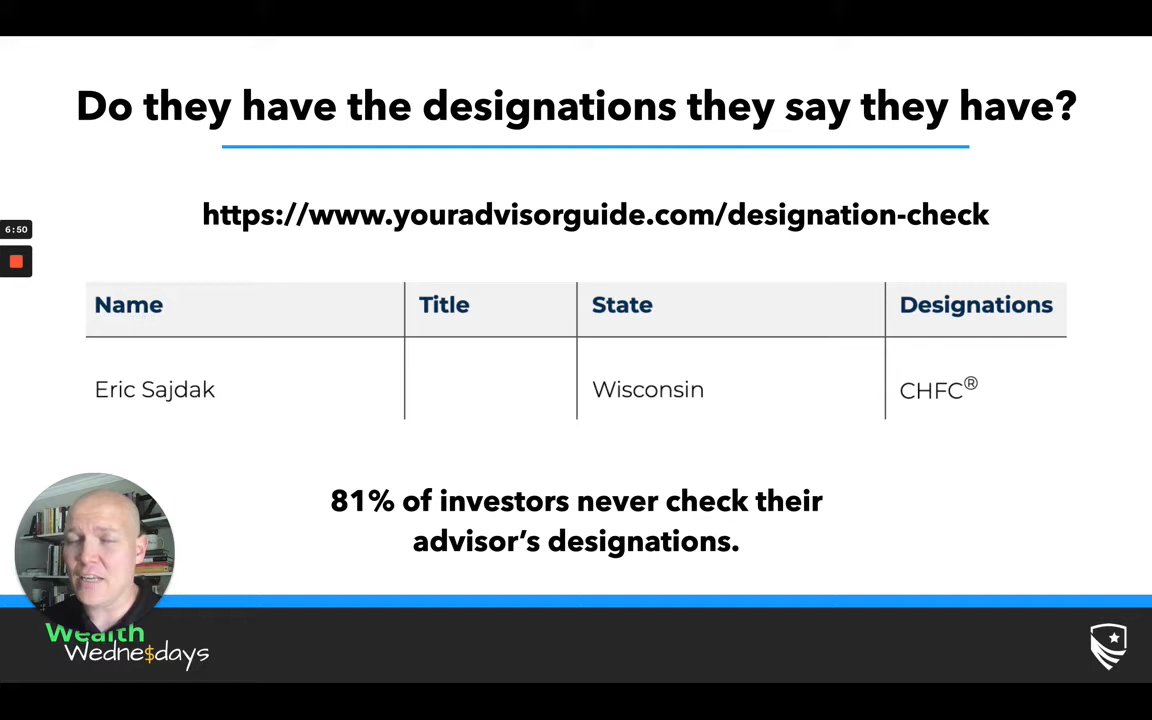 Do they have the designations they say they have?
https://www.youradvisorguide.com/designation-check
6:50
Name Title State Designations
Eric Sajdak Wisconsin CHFC®
81% of investors never check their
advisor's designations.
Wealth
Wedne$days